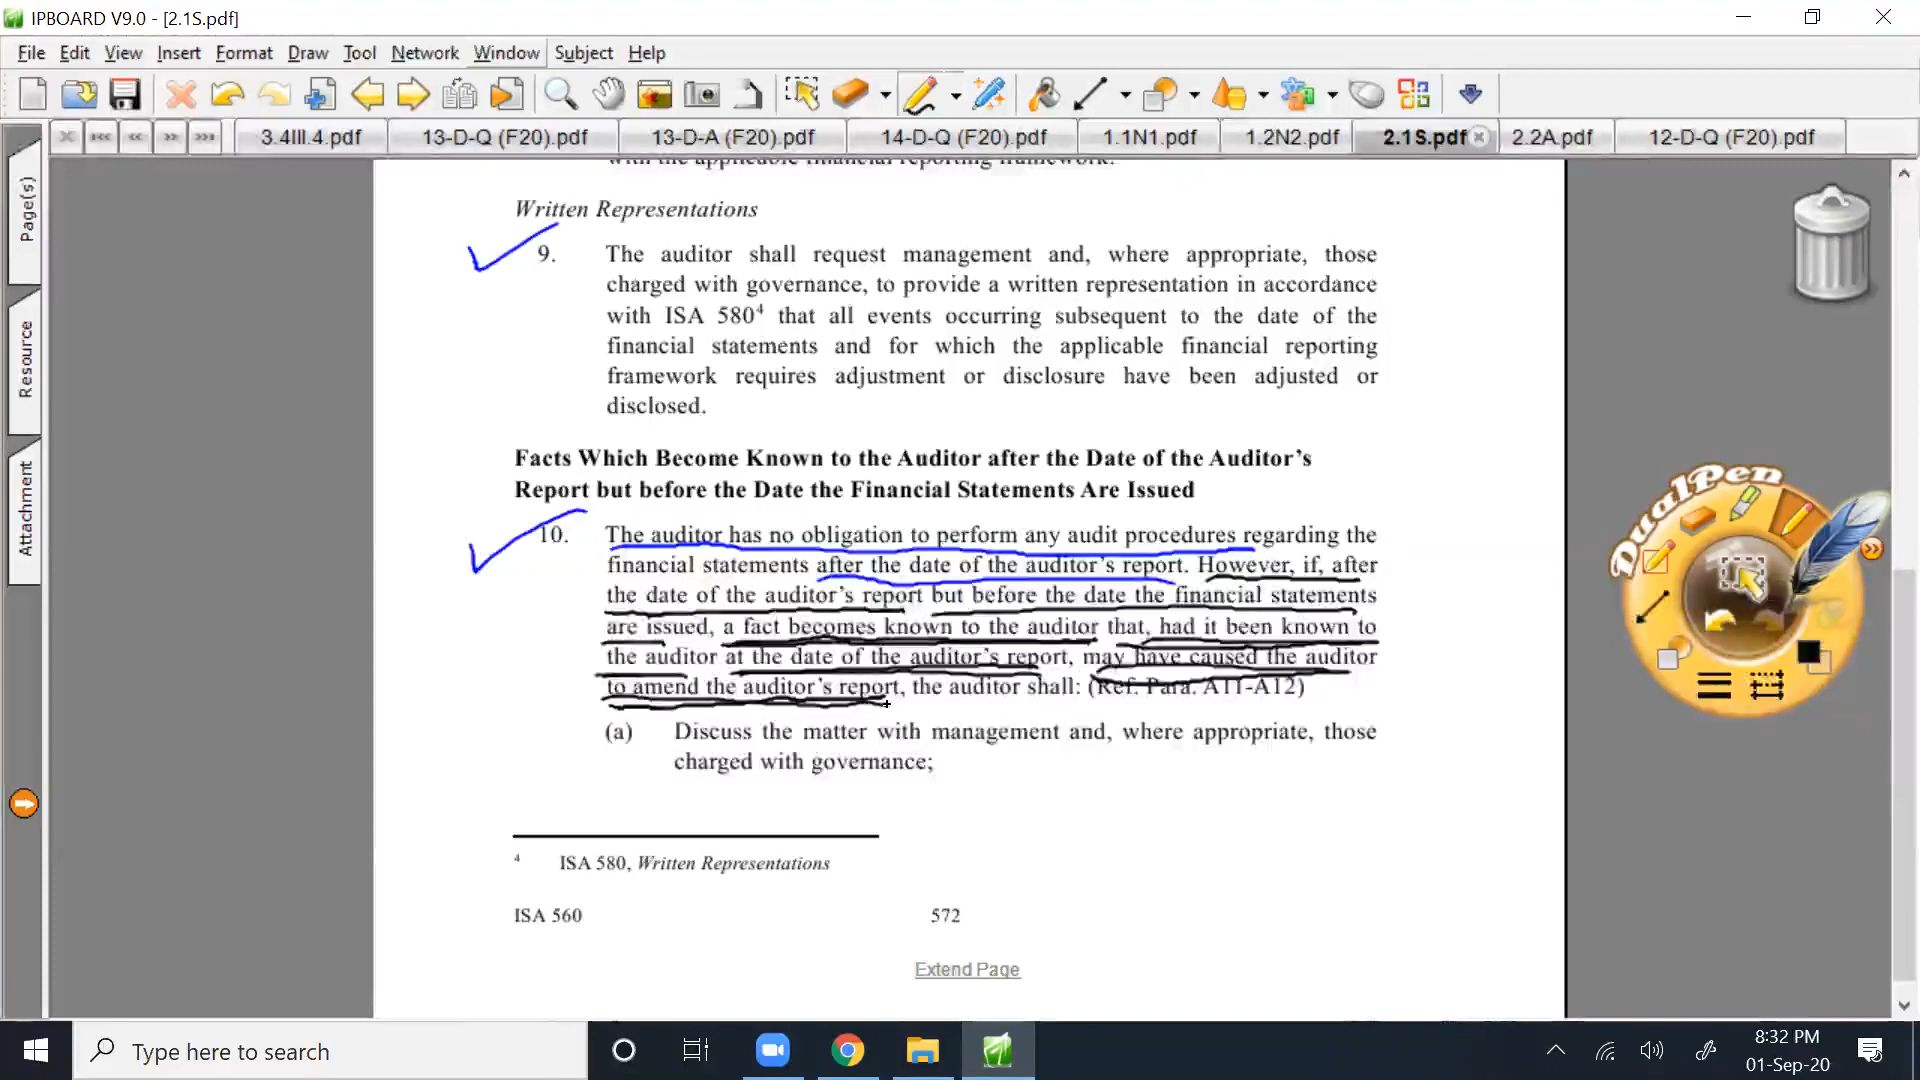 IPBOARD V9.0 - [2.1S.pdf]
File Edit View Insert Format Draw Tool Network Window Subject Help
3.4III.4.pdf 13-D-Q (F20).pdf 13-D-A (F20).pdf 14-D-Q (F20).pdf 1.1N1.pdf 1.2N2.pdf 2.1S.pdf 2.2A.pdf 12-D-Q (F20).pdf
Page(s)
Resource
Attachment
with the applicable financial reporting framework.
Written Representations
9. The auditor shall request management and, where appropriate, those
charged with governance, to provide a written representation in accordance
with ISA 580⁴ that all events occurring subsequent to the date of the
financial statements and for which the applicable financial reporting
framework requires adjustment or disclosure have been adjusted or
disclosed.
Facts Which Become Known to the Auditor after the Date of the Auditor's
Report but before the Date the Financial Statements Are Issued
10. The auditor has no obligation to perform any audit procedures regarding the
financial statements after the date of the auditor's report. However, if, after
the date of the auditor's report but before the date the financial statements
are issued, a fact becomes known to the auditor that, had it been known to
the auditor at the date of the auditor's report, may have caused the auditor
to amend the auditor's report, the auditor shall: (Ref: Para. A11-A12)
(a) Discuss the matter with management and, where appropriate, those
charged with governance;
4 ISA 580, Written Representations
ISA 560 572
Extend Page
DualPen
Type here to search
8:32 PM
01-Sep-20